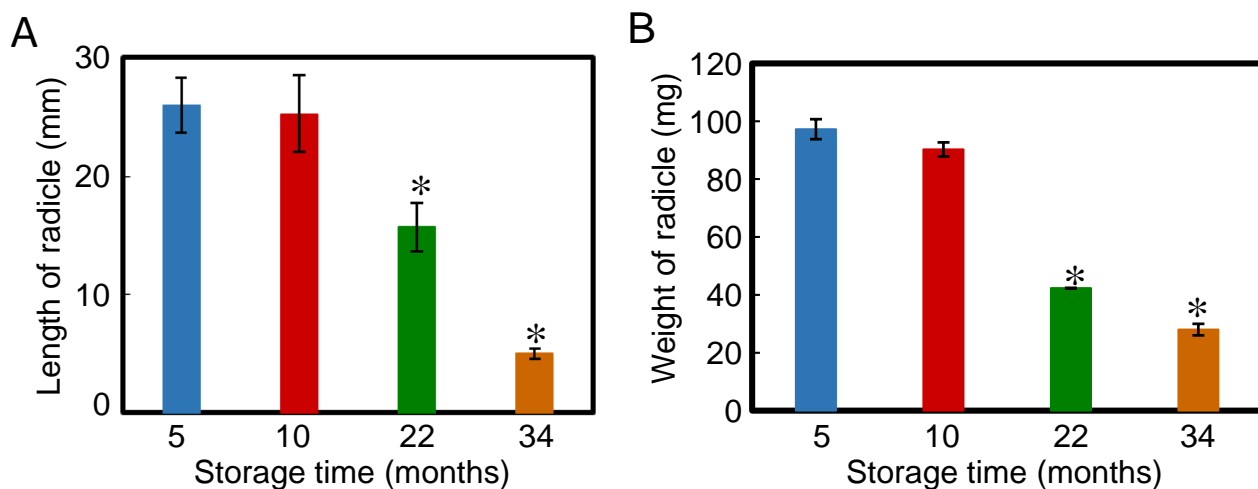 A
Length of radicle (mm)
30
20
10
0
*
*
5 10 22 34
Storage time (months)
B
Weight of radicle (mg)
120
100
80
60
40
20
0
*
*
5 10 22 34
Storage time (months)